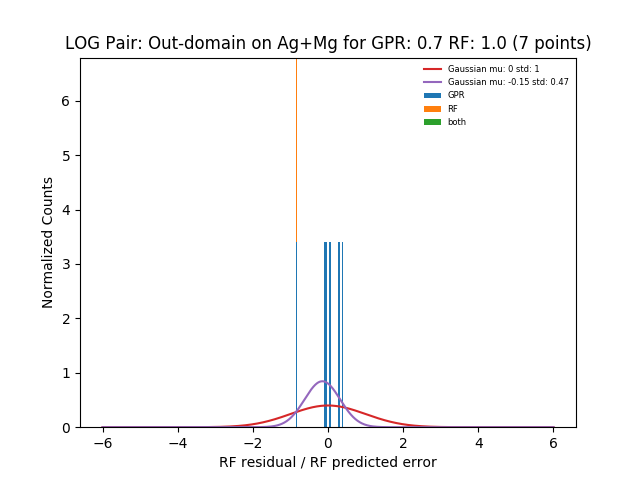 LOG Pair: Out-domain on Ag+Mg for GPR: 0.7 RF: 1.0 (7 points)
Gaussian mu: 0 std: 1
Gaussian mu: -0.15 std: 0.47
GPR
RF
both
Normalized Counts
6
5
4
3
2
1
0
−6
−4
−2
0
2
4
6
RF residual / RF predicted error